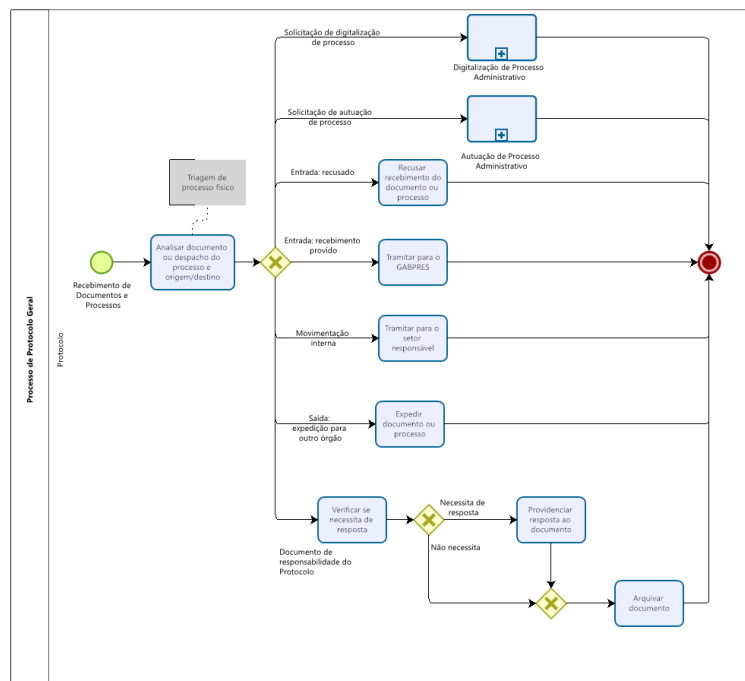 Processo de Protocolo Geral
Protocolo
Recebimento de
Documentos e
Processos
Triagem de
processo físico
Analisar documento
ou despacho do
processo e
origem/destino
Solicitação de digitalização
de processo
Digitalização de Processo
Administrativo
Solicitação de autuação
de processo
Autuação de Processo
Administrativo
Entrada: recusado
Recusar
recebimento do
documento ou
processo
Entrada: recebimento
provido
Tramitar para o
GABPRES
Movimentação
interna
Tramitar para o
setor
responsável
Saída:
expedição para
outro órgão
Expedir
documento ou
processo
Documento de
responsabilidade do
Protocolo
Verificar se
necessita de
resposta
Necessita de
resposta
Não necessita
Providenciar
resposta ao
documento
Arquivar
documento